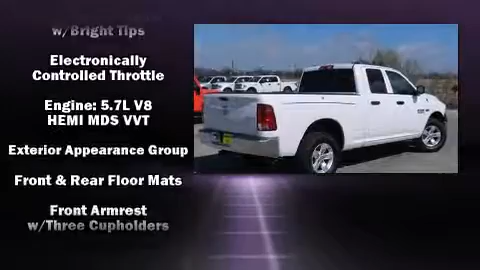 w/Bright Tips
Electronically
Controlled Throttle
Engine: 5.7L V8
HEMI MDS VVT
Exterior Appearance Group
Front & Rear Floor Mats
Front Armrest
w/Three Cupholders